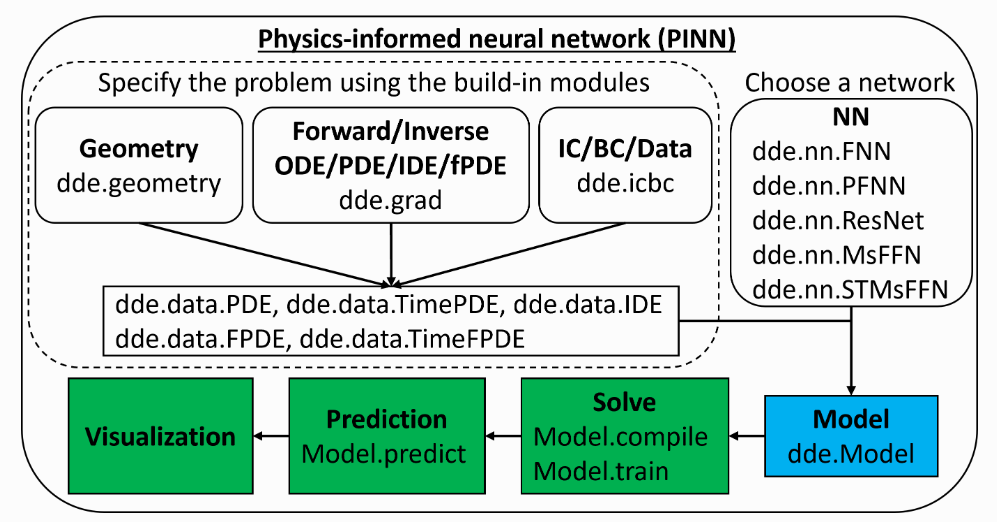 Physics-informed neural network (PINN)
Specify the problem using the build-in modules
Choose a network
Geometry
dde.geometry
Forward/Inverse
ODE/PDE/IDE/fPDE
dde.grad
IC/BC/Data
dde.icbc
NN
dde.nn.FNN
dde.nn.PFNN
dde.nn.ResNet
dde.nn.MsFFN
dde.nn.STMsFFN
dde.data.PDE, dde.data.TimePDE, dde.data.IDE
dde.data.FPDE, dde.data.TimeFPDE
Visualization
Prediction
Model.predict
Solve
Model.compile
Model.train
Model
dde.Model